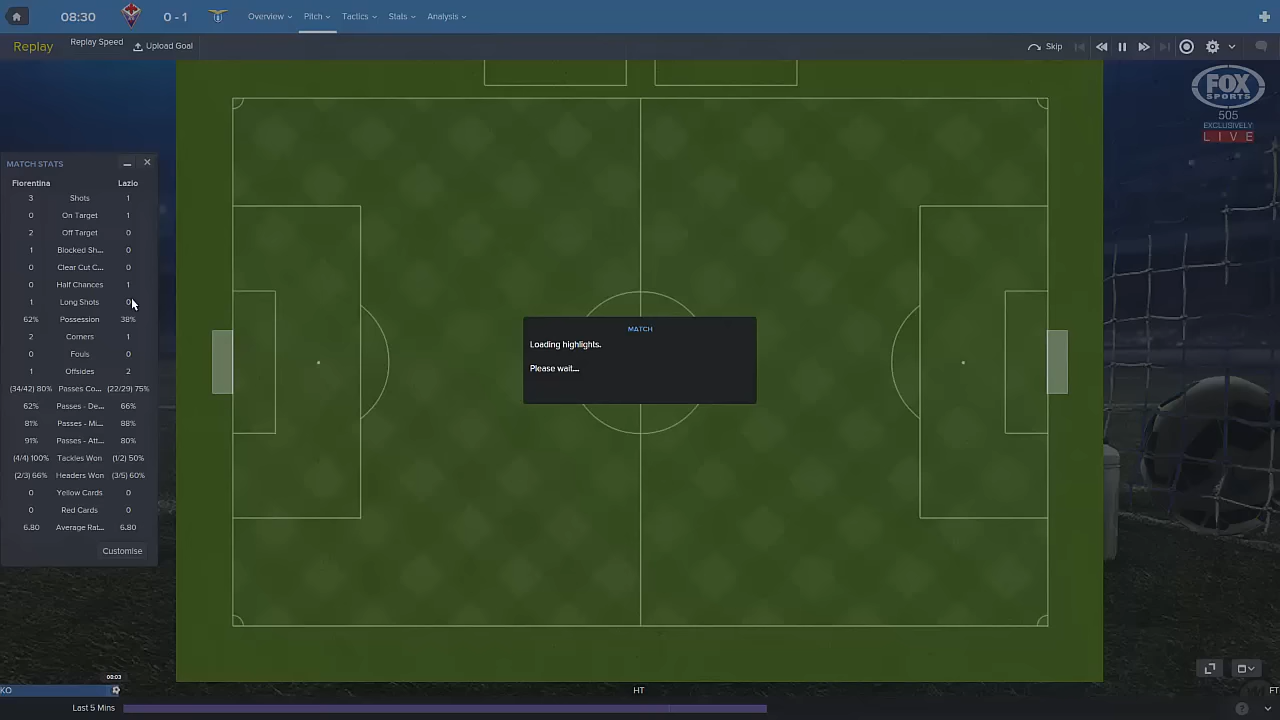 08:30 0 - 1 Overview Pitch Tactics Stats Analysis
Replay Replay Speed Upload Goal Skip
FOX
SPORTS
505
EXCLUSIVELY
LIVE
MATCH STATS
Fiorentina Lazio
3 Shots 1
0 On Target 1
2 Off Target 0
1 Blocked Sh... 0
0 Clear Cut C... 0
0 Half Chances 1
1 Long Shots 0
62% Possession 38%
2 Corners 1
0 Fouls 0
1 Offsides 2
(34/42) 80% Passes Co... (22/29) 75%
62% Passes - De... 66%
81% Passes - Mi... 88%
91% Passes - Att... 80%
(4/4) 100% Tackles Won (1/2) 50%
(2/3) 66% Headers Won (3/5) 60%
0 Yellow Cards 0
0 Red Cards 0
6.80 Average Rat... 6.80
Customise
MATCH
Loading highlights.
Please wait...
08:03
KO HT FT
Last 5 Mins